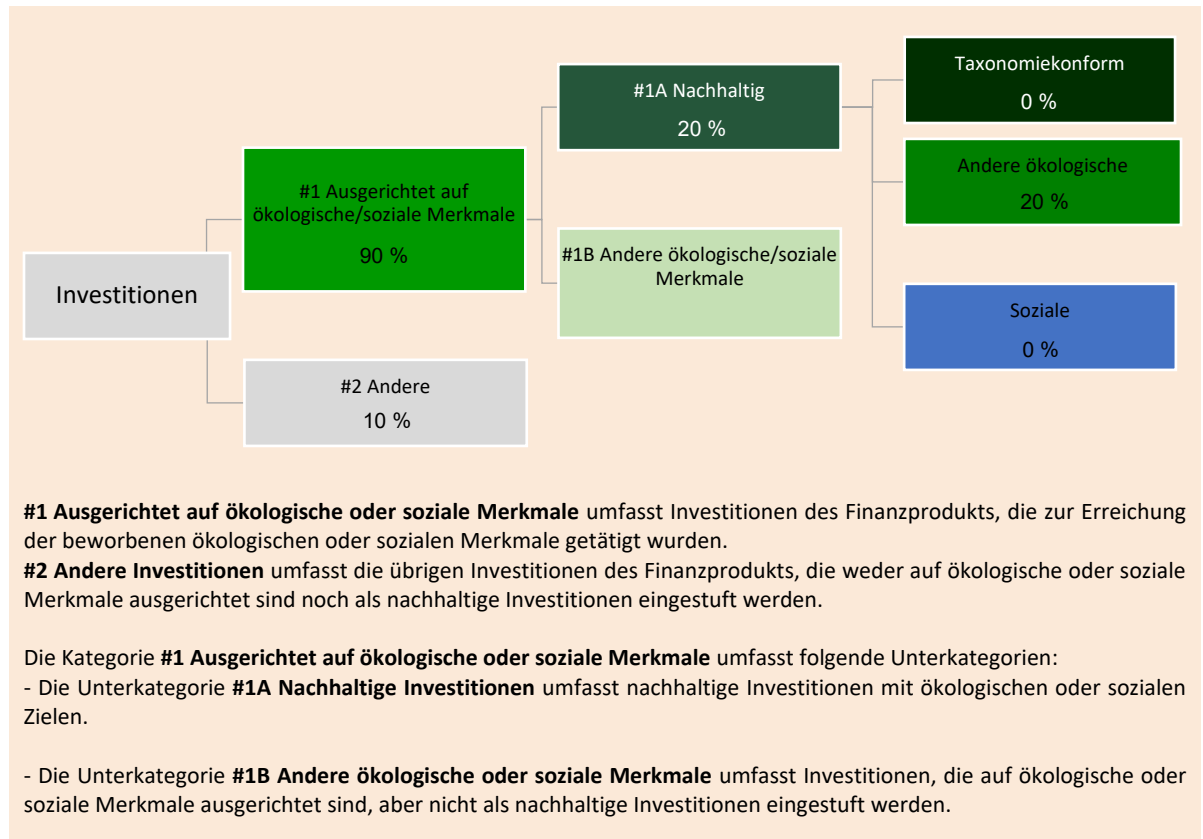 Taxonomiekonform
0 %
#1A Nachhaltig
20 %
Andere ökologische
20 %
#1 Ausgerichtet auf
ökologische/soziale Merkmale
90 %
#1B Andere ökologische/soziale
Merkmale
Investitionen
Soziale
0 %
#2 Andere
10 %
#1 Ausgerichtet auf ökologische oder soziale Merkmale umfasst Investitionen des Finanzprodukts, die zur Erreichung
der beworbenen ökologischen oder sozialen Merkmale getätigt wurden.
#2 Andere Investitionen umfasst die übrigen Investitionen des Finanzprodukts, die weder auf ökologische oder soziale
Merkmale ausgerichtet sind noch als nachhaltige Investitionen eingestuft werden.
Die Kategorie #1 Ausgerichtet auf ökologische oder soziale Merkmale umfasst folgende Unterkategorien:
- Die Unterkategorie #1A Nachhaltige Investitionen umfasst nachhaltige Investitionen mit ökologischen oder sozialen
Zielen.
- Die Unterkategorie #1B Andere ökologische oder soziale Merkmale umfasst Investitionen, die auf ökologische oder
soziale Merkmale ausgerichtet sind, aber nicht als nachhaltige Investitionen eingestuft werden.